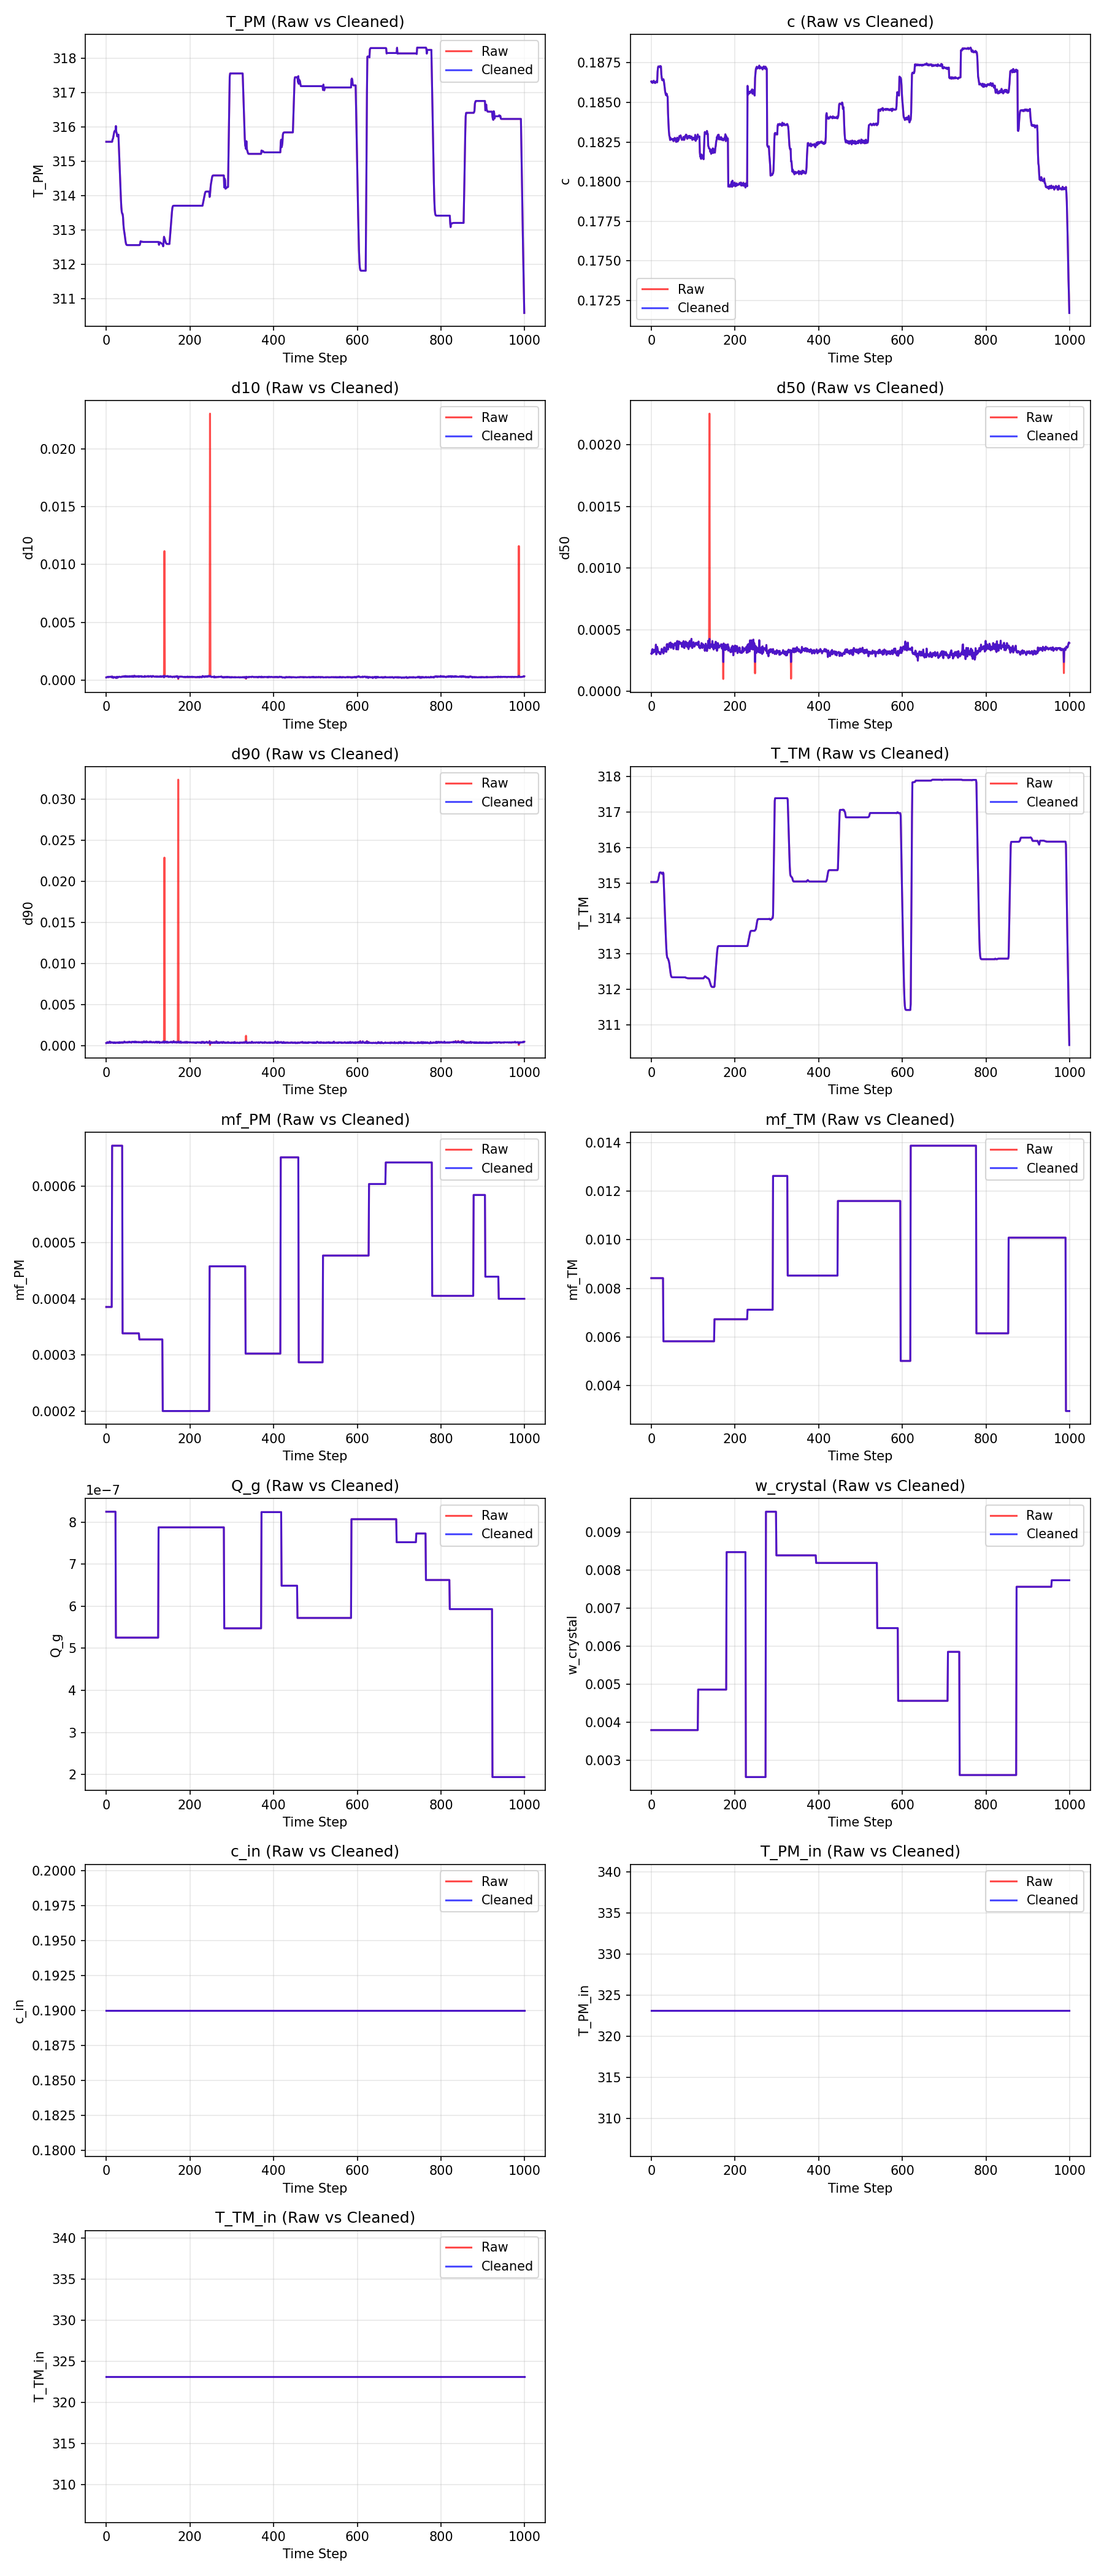 T_PM (Raw vs Cleaned)
318
317
316
315
314
313
312
311
T_PM
Raw
Cleaned
0 200 400 600 800 1000
Time Step
c (Raw vs Cleaned)
0.1875
0.1850
0.1825
0.1800
0.1775
0.1750
0.1725
c
Raw
Cleaned
0 200 400 600 800 1000
Time Step
d10 (Raw vs Cleaned)
0.020
0.015
0.010
0.005
0.000
d10
Raw
Cleaned
0 200 400 600 800 1000
Time Step
d50 (Raw vs Cleaned)
0.0020
0.0015
0.0010
0.0005
0.0000
d50
Raw
Cleaned
0 200 400 600 800 1000
Time Step
d90 (Raw vs Cleaned)
0.030
0.025
0.020
0.015
0.010
0.005
0.000
d90
Raw
Cleaned
0 200 400 600 800 1000
Time Step
T_TM (Raw vs Cleaned)
318
317
316
315
314
313
312
311
T_TM
Raw
Cleaned
0 200 400 600 800 1000
Time Step
mf_PM (Raw vs Cleaned)
0.0006
0.0005
0.0004
0.0003
0.0002
mf_PM
Raw
Cleaned
0 200 400 600 800 1000
Time Step
mf_TM (Raw vs Cleaned)
0.014
0.012
0.010
0.008
0.006
0.004
mf_TM
Raw
Cleaned
0 200 400 600 800 1000
Time Step
Q_g (Raw vs Cleaned)
1e−7
8
7
6
5
4
3
2
Q_g
Raw
Cleaned
0 200 400 600 800 1000
Time Step
w_crystal (Raw vs Cleaned)
0.009
0.008
0.007
0.006
0.005
0.004
0.003
w_crystal
Raw
Cleaned
0 200 400 600 800 1000
Time Step
c_in (Raw vs Cleaned)
0.2000
0.1975
0.1950
0.1925
0.1900
0.1875
0.1850
0.1825
0.1800
c_in
Raw
Cleaned
0 200 400 600 800 1000
Time Step
T_PM_in (Raw vs Cleaned)
340
335
330
325
320
315
310
T_PM_in
Raw
Cleaned
0 200 400 600 800 1000
Time Step
T_TM_in (Raw vs Cleaned)
340
335
330
325
320
315
310
T_TM_in
Raw
Cleaned
0 200 400 600 800 1000
Time Step